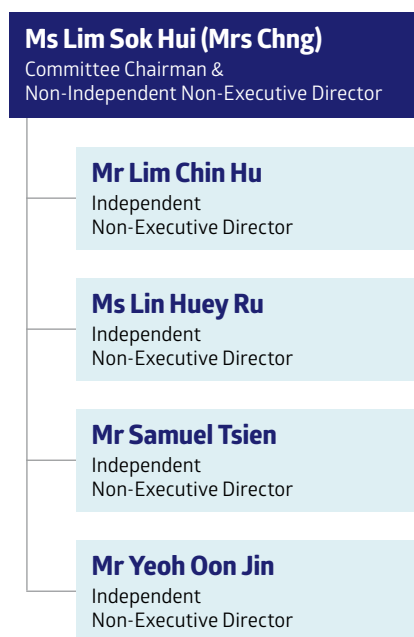 Ms Lim Sok Hui (Mrs Chng)
Committee Chairman &
Non-Independent Non-Executive Director
Mr Lim Chin Hu
Independent
Non-Executive Director
Ms Lin Huey Ru
Independent
Non-Executive Director
Mr Samuel Tsien
Independent
Non-Executive Director
Mr Yeoh Oon Jin
Independent
Non-Executive Director